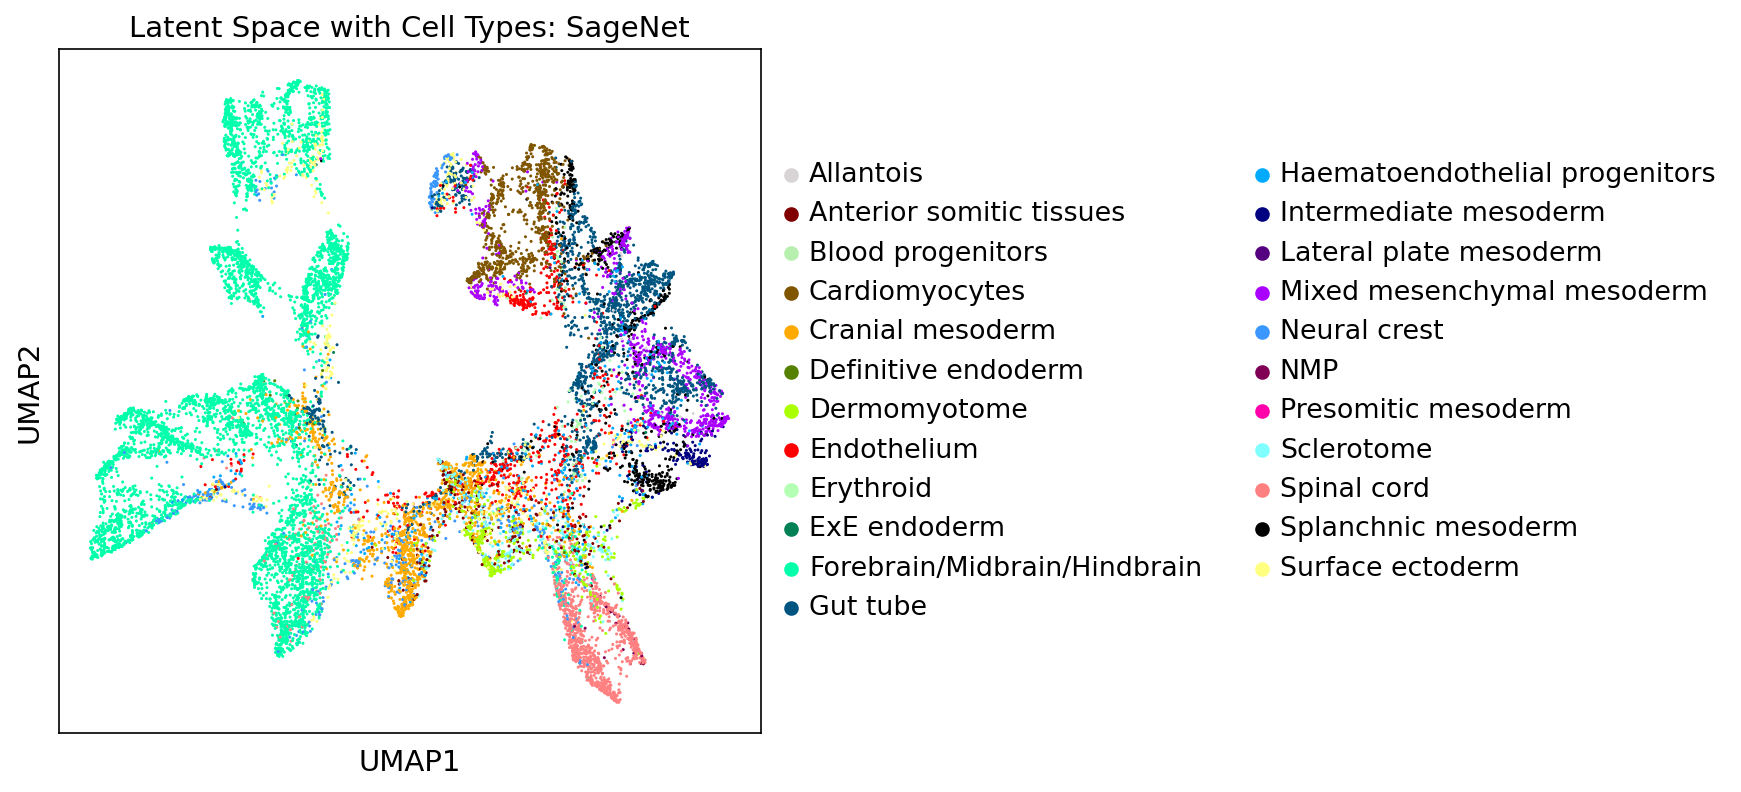 Latent Space with Cell Types: SageNet
UMAP2
UMAP1
Allantois
Anterior somitic tissues
Blood progenitors
Cardiomyocytes
Cranial mesoderm
Definitive endoderm
Dermomyotome
Endothelium
Erythroid
ExE endoderm
Forebrain/Midbrain/Hindbrain
Gut tube
Haematoendothelial progenitors
Intermediate mesoderm
Lateral plate mesoderm
Mixed mesenchymal mesoderm
Neural crest
NMP
Presomitic mesoderm
Sclerotome
Spinal cord
Splanchnic mesoderm
Surface ectoderm